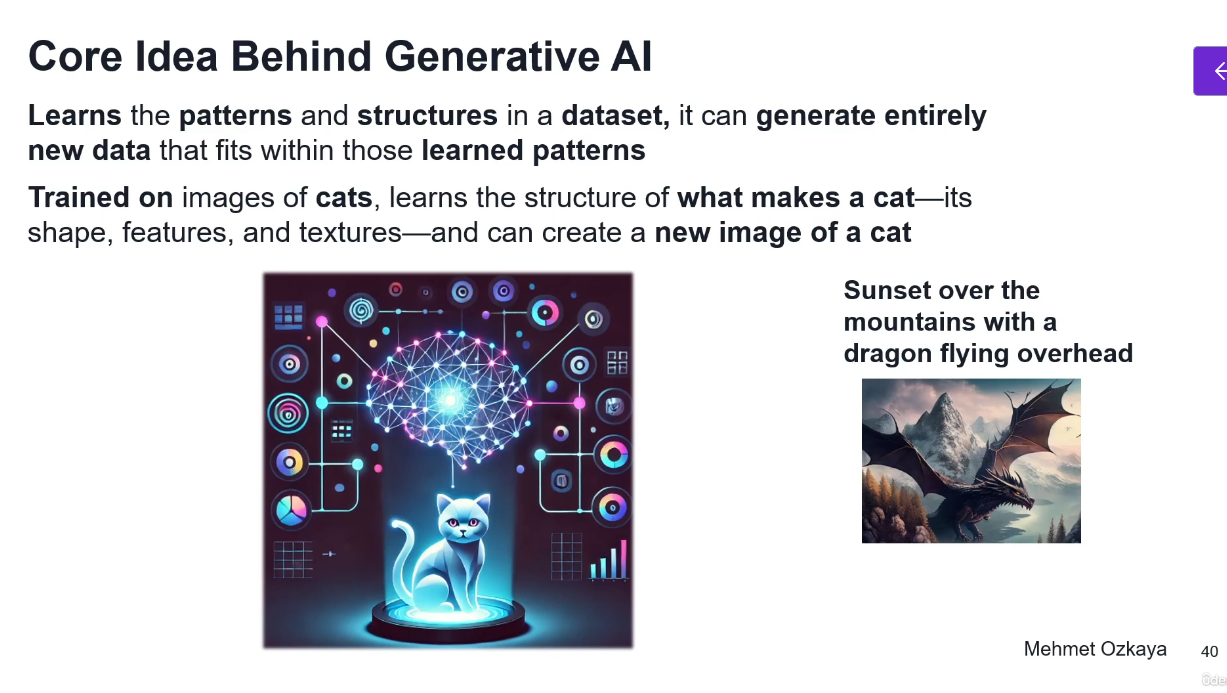 Core Idea Behind Generative AI
Learns the patterns and structures in a dataset, it can generate entirely
new data that fits within those learned patterns
Trained on images of cats, learns the structure of what makes a cat—its
shape, features, and textures—and can create a new image of a cat
Sunset over the
mountains with a
dragon flying overhead
Mehmet Ozkaya
40